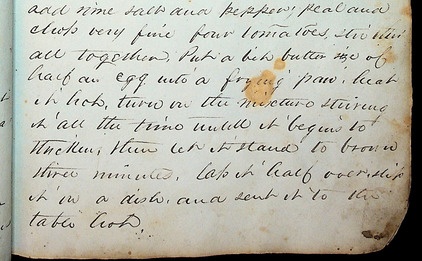 add some salt and pepper; peal and
chop very fine four tomatoes, stir this
all together. Put a bit butter size of
half an egg into a frying pan, heat
it hot, turn in the mixture stiring
it all the time untill it begins to
thicken, then let it stand to brown
three minutes. Lap it half over slip
it in a dish, and sent it to the
table hot.